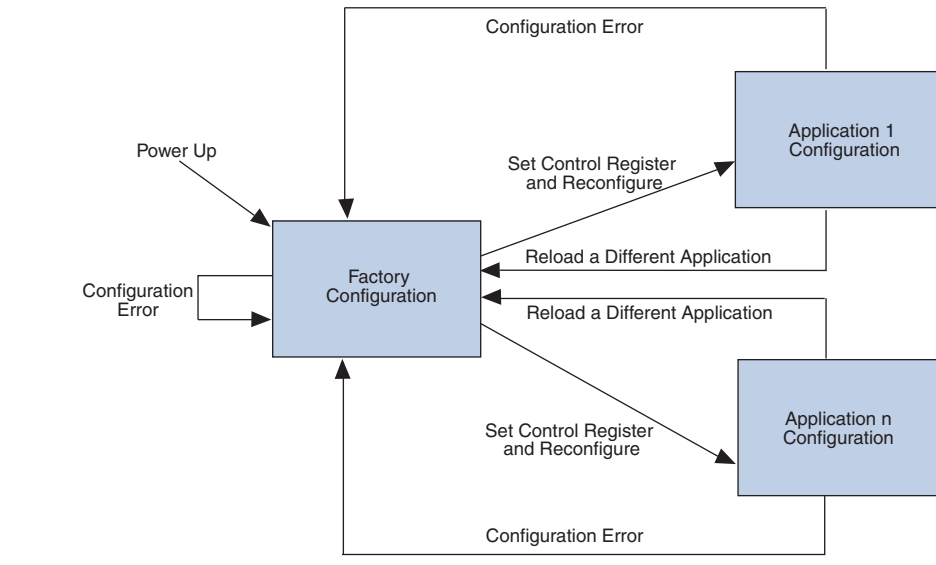 Configuration Error
Application 1
Configuration
Power Up
Set Control Register
and Reconfigure
Reload a Different Application
Factory
Configuration
Configuration
Error
Reload a Different Application
Application n
Configuration
Set Control Register
and Reconfigure
Configuration Error